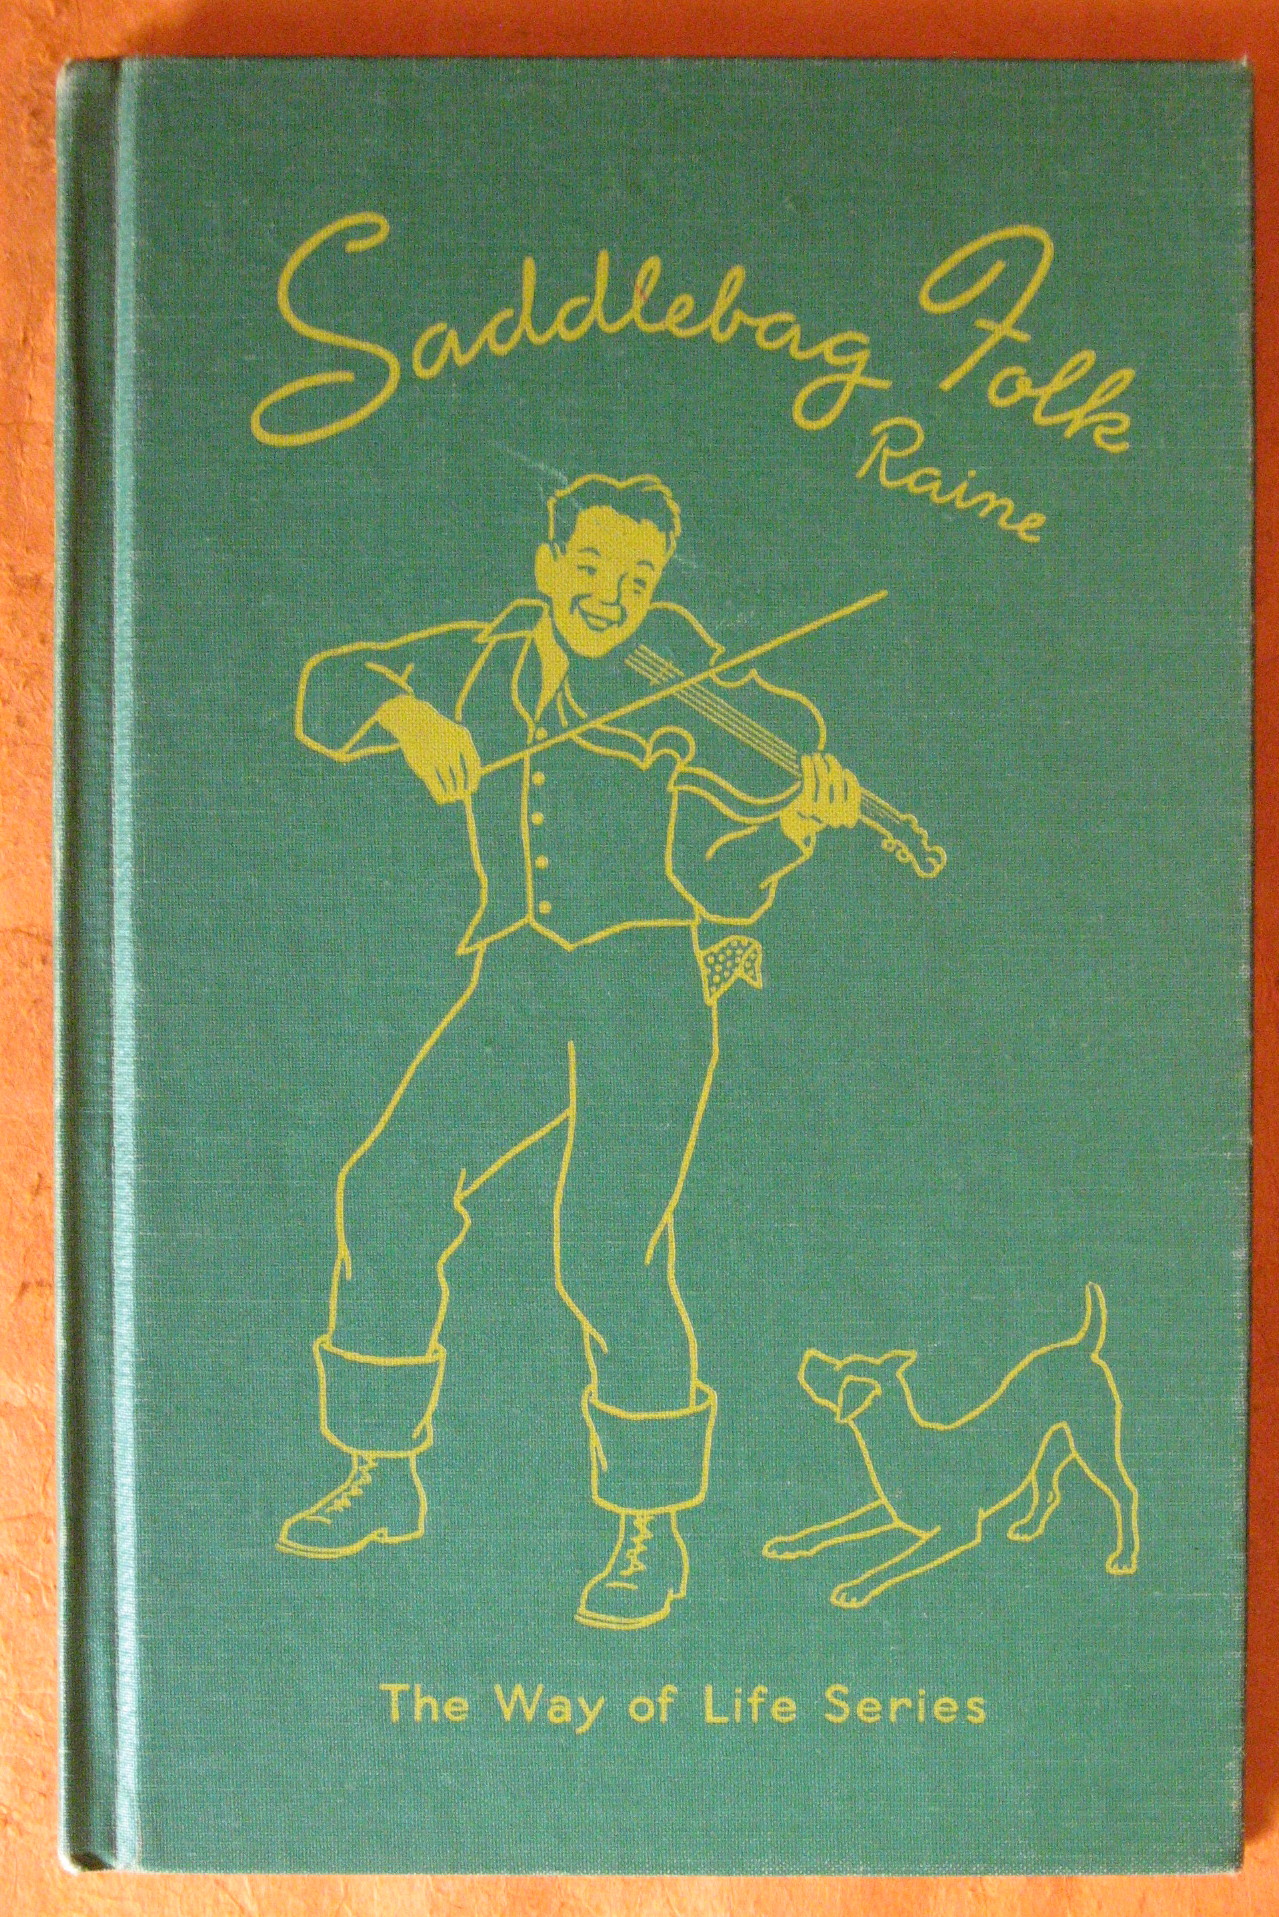 Saddlebag Folk
Raine
The Way of Life Series